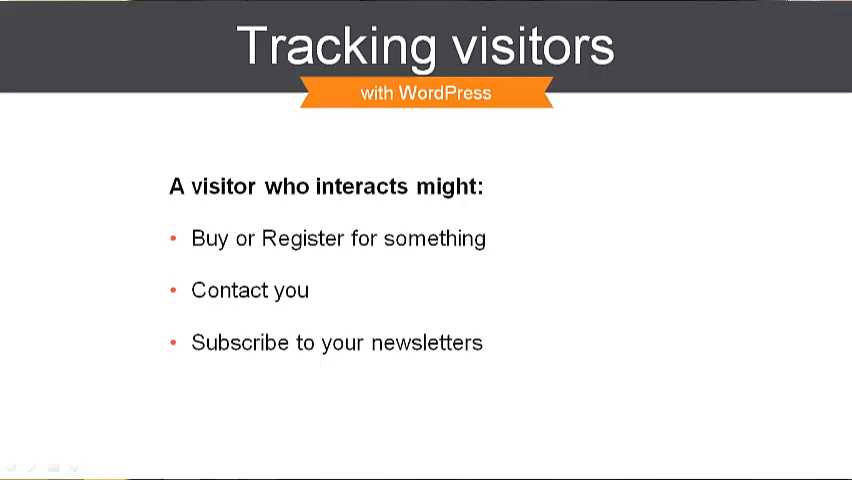 Tracking visitors
with WordPress
A visitor who interacts might:
• Buy or Register for something
• Contact you
• Subscribe to your newsletters